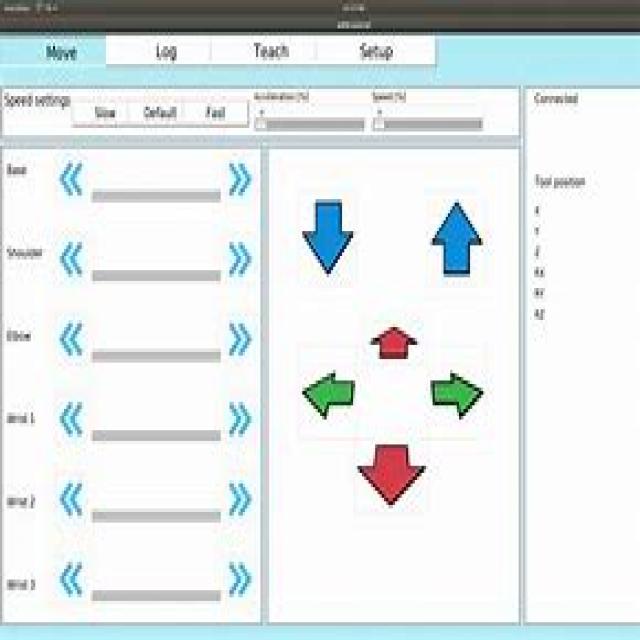 Move Log Teach Setup
Speed settings
Slow Default Fast
Acceleration [%] Speed [%]
Connected
Base
Tool position
X
Y
Z
RX
RY
RZ
Shoulder
Elbow
Wrist 1
Wrist 2
Wrist 3